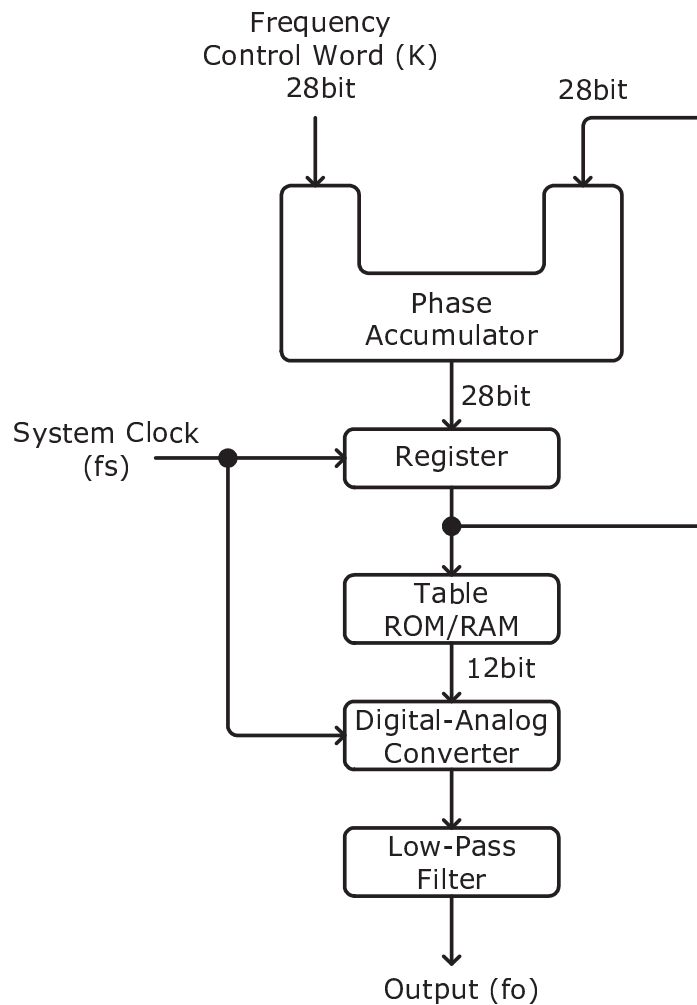 Frequency
Control Word (K)
28bit
28bit
Phase
Accumulator
28bit
System Clock
(fs)
Register
Table
ROM/RAM
12bit
Digital-Analog
Converter
Low-Pass
Filter
Output (fo)